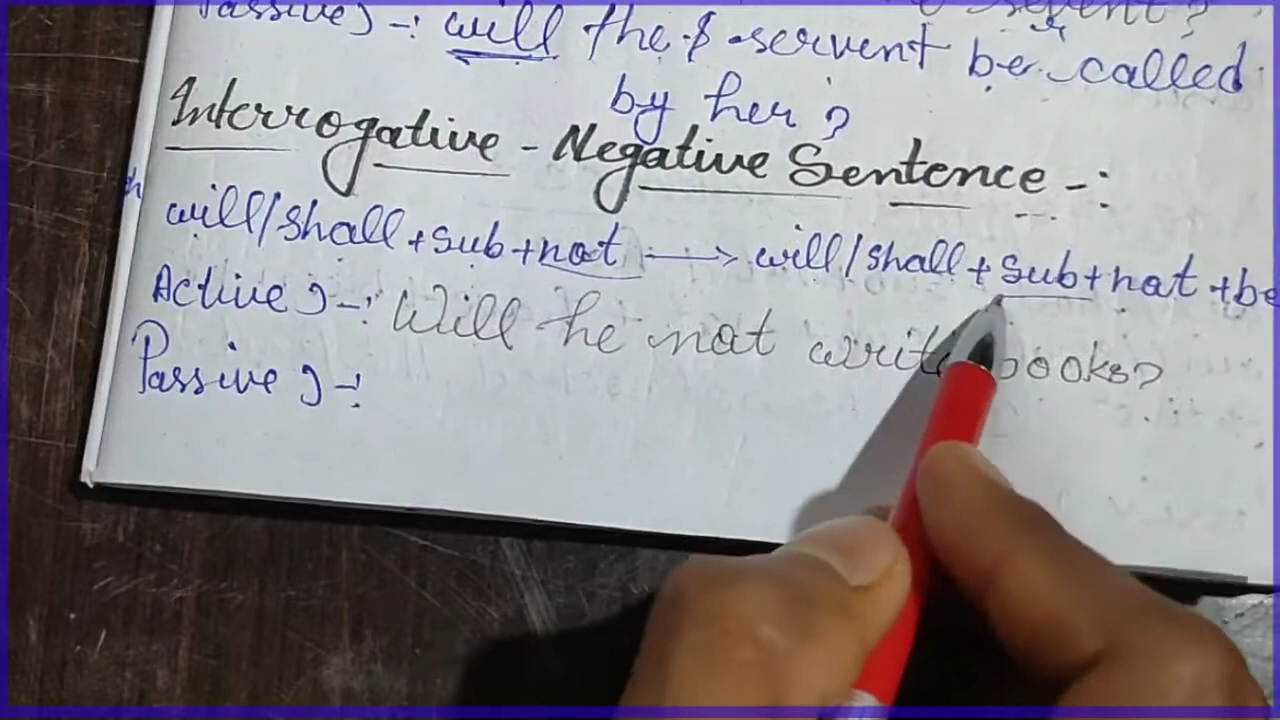 Passive) -: will the servent be called
by her?
Interrogative - Negative Sentence -:
will/shall + sub + not → will/shall + sub + not + be
Active) -: Will he not write books?
Passive) -: